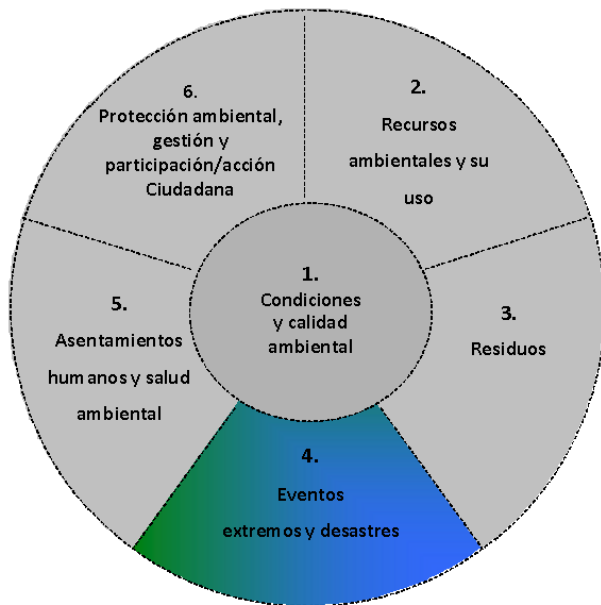 1.
Condiciones
y calidad
ambiental
2.
Recursos
ambientales y su
uso
3.
Residuos
4.
Eventos
extremos y desastres
5.
Asentamientos
humanos y salud
ambiental
6.
Protección ambiental,
gestión y
participación/acción
Ciudadana